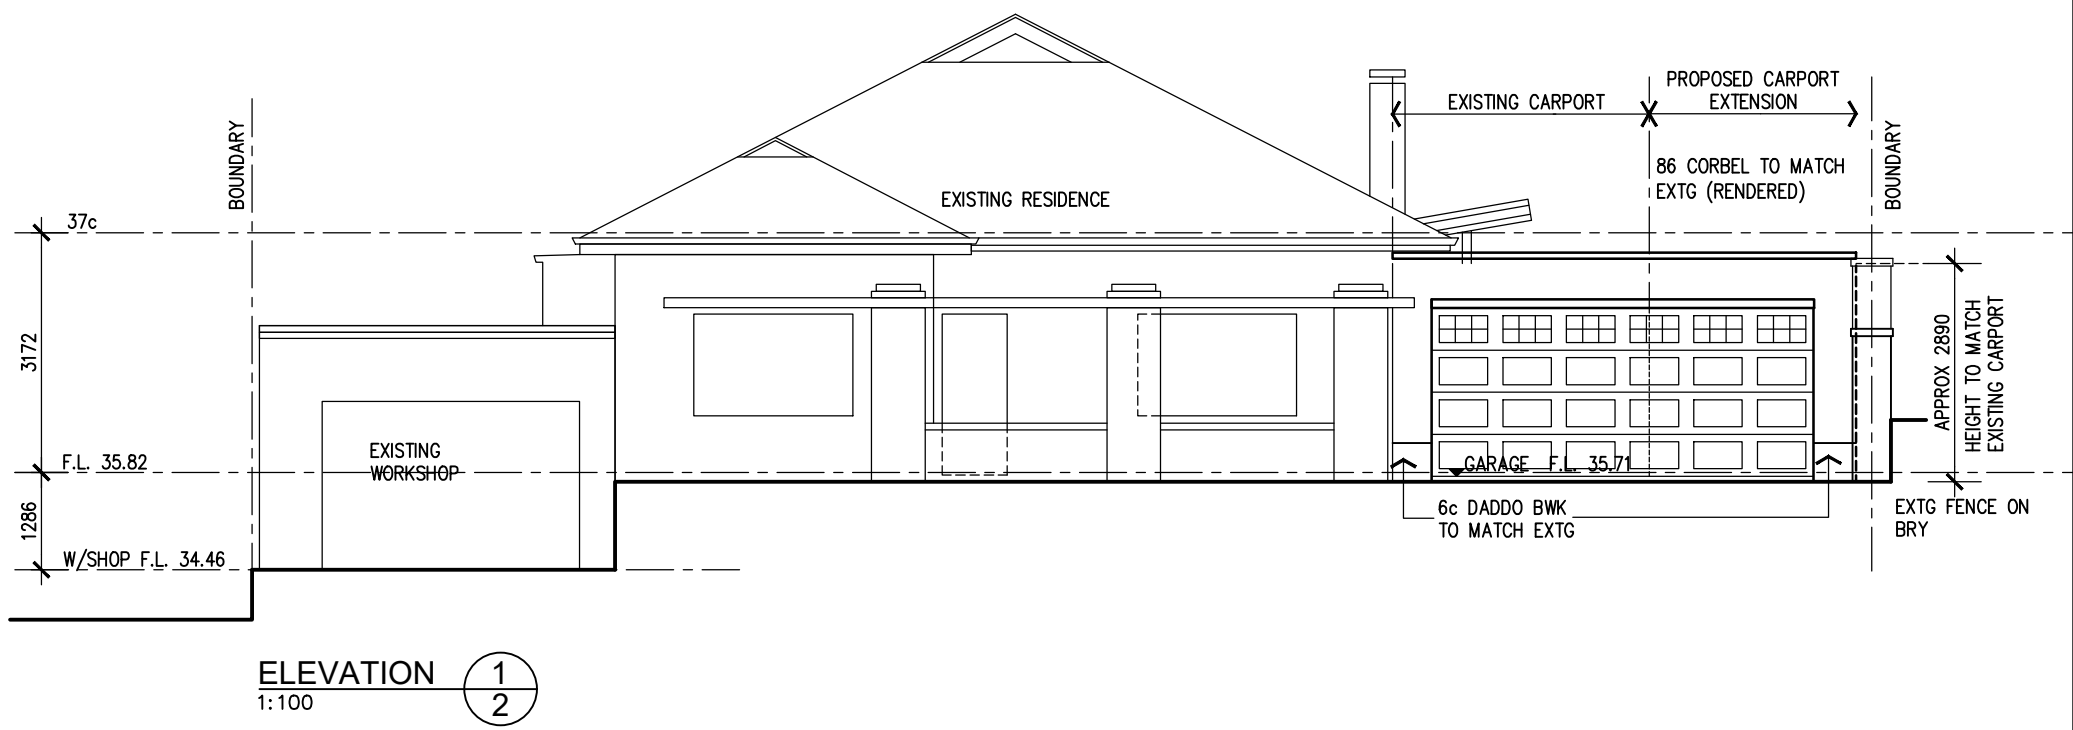 PROPOSED CARPORT
EXTENSION
EXISTING CARPORT
BOUNDARY
BOUNDARY
86 CORBEL TO MATCH
EXTG (RENDERED)
EXISTING RESIDENCE
37c
3172
APPROX 2890
HEIGHT TO MATCH
EXISTING CARPORT
EXISTING
WORKSHOP
F.L. 35.82
GARAGE F.L. 35.71
1286
6c DADDO BWK
TO MATCH EXTG
EXTG FENCE ON
BRY
W/SHOP F.L. 34.46
ELEVATION
1:100
1
2